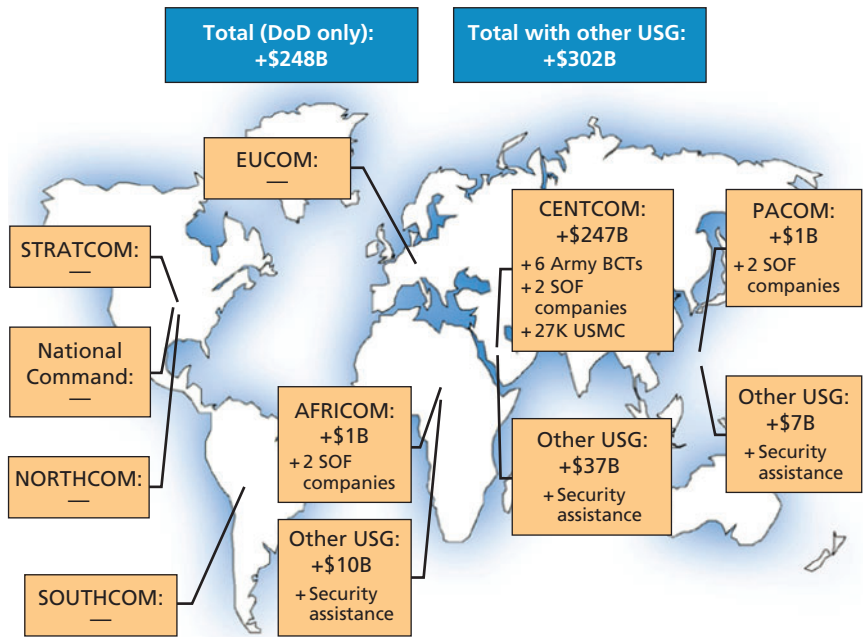 Total (DoD only):
+$248B
Total with other USG:
+$302B
EUCOM:
—
STRATCOM:
—
National
Command:
—
NORTHCOM:
—
SOUTHCOM:
—
AFRICOM:
+$1B
+2 SOF
companies
Other USG:
+$10B
+Security
assistance
CENTCOM:
+$247B
+6 Army BCTs
+2 SOF
companies
+27K USMC
Other USG:
+$37B
+Security
assistance
PACOM:
+$1B
+2 SOF
companies
Other USG:
+$7B
+Security
assistance